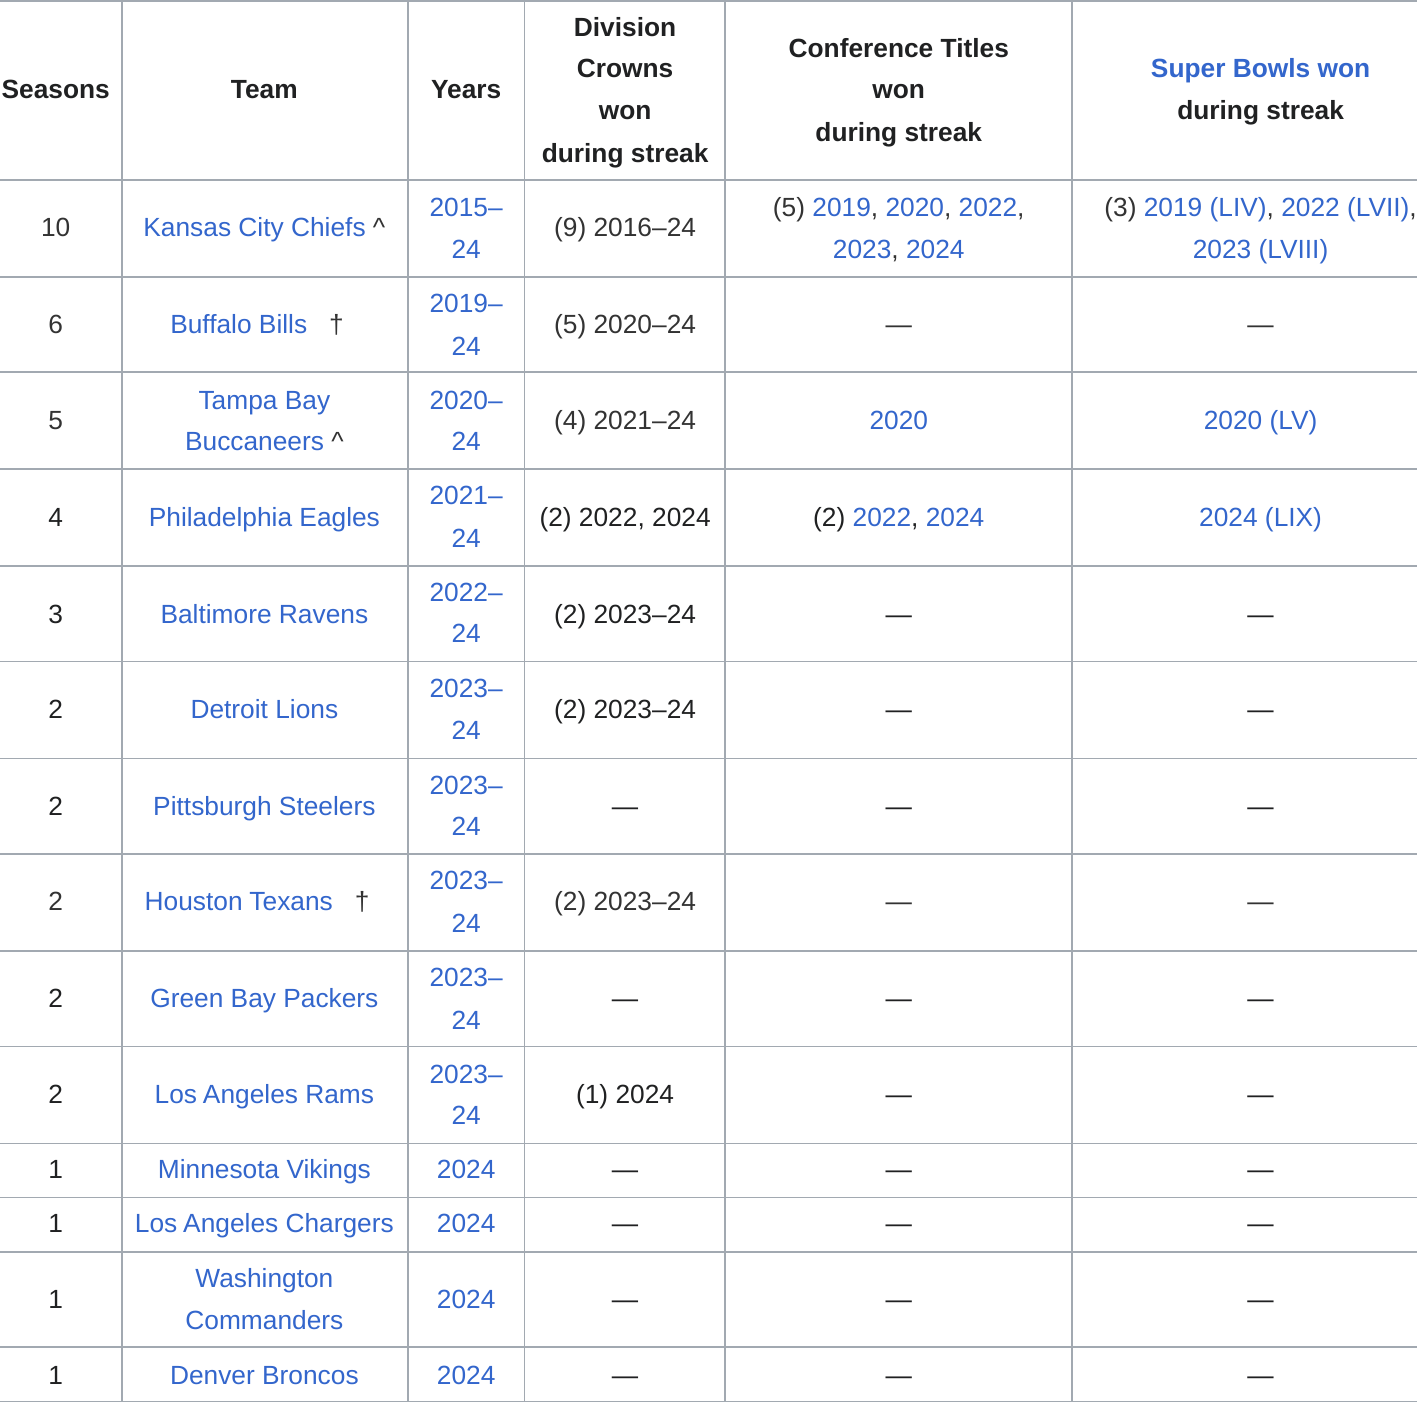 Seasons
Team
Years
Division
Crowns
won
during streak
Conference Titles
won
during streak
Super Bowls won
during streak
10
Kansas City Chiefs ^
2015–
24
(9) 2016–24
(5) 2019, 2020, 2022,
2023, 2024
(3) 2019 (LIV), 2022 (LVII),
2023 (LVIII)
6
Buffalo Bills †
2019–
24
(5) 2020–24
—
—
5
Tampa Bay
Buccaneers ^
2020–
24
(4) 2021–24
2020
2020 (LV)
4
Philadelphia Eagles
2021–
24
(2) 2022, 2024
(2) 2022, 2024
2024 (LIX)
3
Baltimore Ravens
2022–
24
(2) 2023–24
—
—
2
Detroit Lions
2023–
24
(2) 2023–24
—
—
2
Pittsburgh Steelers
2023–
24
—
—
—
2
Houston Texans †
2023–
24
(2) 2023–24
—
—
2
Green Bay Packers
2023–
24
—
—
—
2
Los Angeles Rams
2023–
24
(1) 2024
—
—
1
Minnesota Vikings
2024
—
—
—
1
Los Angeles Chargers
2024
—
—
—
1
Washington
Commanders
2024
—
—
—
1
Denver Broncos
2024
—
—
—